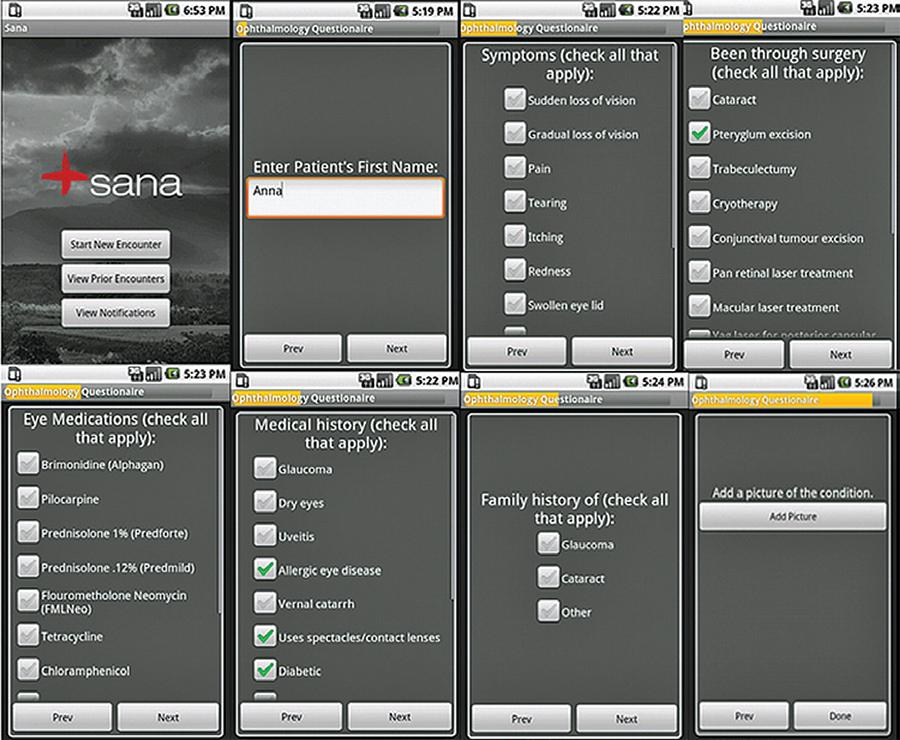 6:53 PM
Sana
sana
Start New Encounter
View Prior Encounters
View Notifications
5:19 PM
Ophthalmology Questionaire
Enter Patient's First Name:
Anna
Prev
Next
5:22 PM
Ophthalmology Questionaire
Symptoms (check all that
apply):
Sudden loss of vision
Gradual loss of vision
Pain
Tearing
Itching
Redness
Swollen eye lid
Prev
Next
5:23 PM
Ophthalmology Questionaire
Been through surgery
(check all that apply):
Cataract
Pteryglum excision
Trabeculectomy
Cryotherapy
Conjunctival tumour excision
Pan retinal laser treatment
Macular laser treatment
Yag laser for posterior capsular
Prev
Next
5:23 PM
Ophthalmology Questionaire
Eye Medications (check all
that apply):
Brimonidine (Alphagan)
Pilocarpine
Prednisolone 1% (Predforte)
Prednisolone .12% (Predmild)
Flourometholone Neomycin
(FMLNeo)
Tetracycline
Chloramphenicol
Prev
Next
5:22 PM
Ophthalmology Questionaire
Medical history (check all
that apply):
Glaucoma
Dry eyes
Uveitis
Allergic eye disease
Vernal catarrh
Uses spectacles/contact lenses
Diabetic
Prev
Next
5:24 PM
Ophthalmology Questionaire
Family history of (check all
that apply):
Glaucoma
Cataract
Other
Prev
Next
5:26 PM
Ophthalmology Questionaire
Add a picture of the condition.
Add Picture
Prev
Done